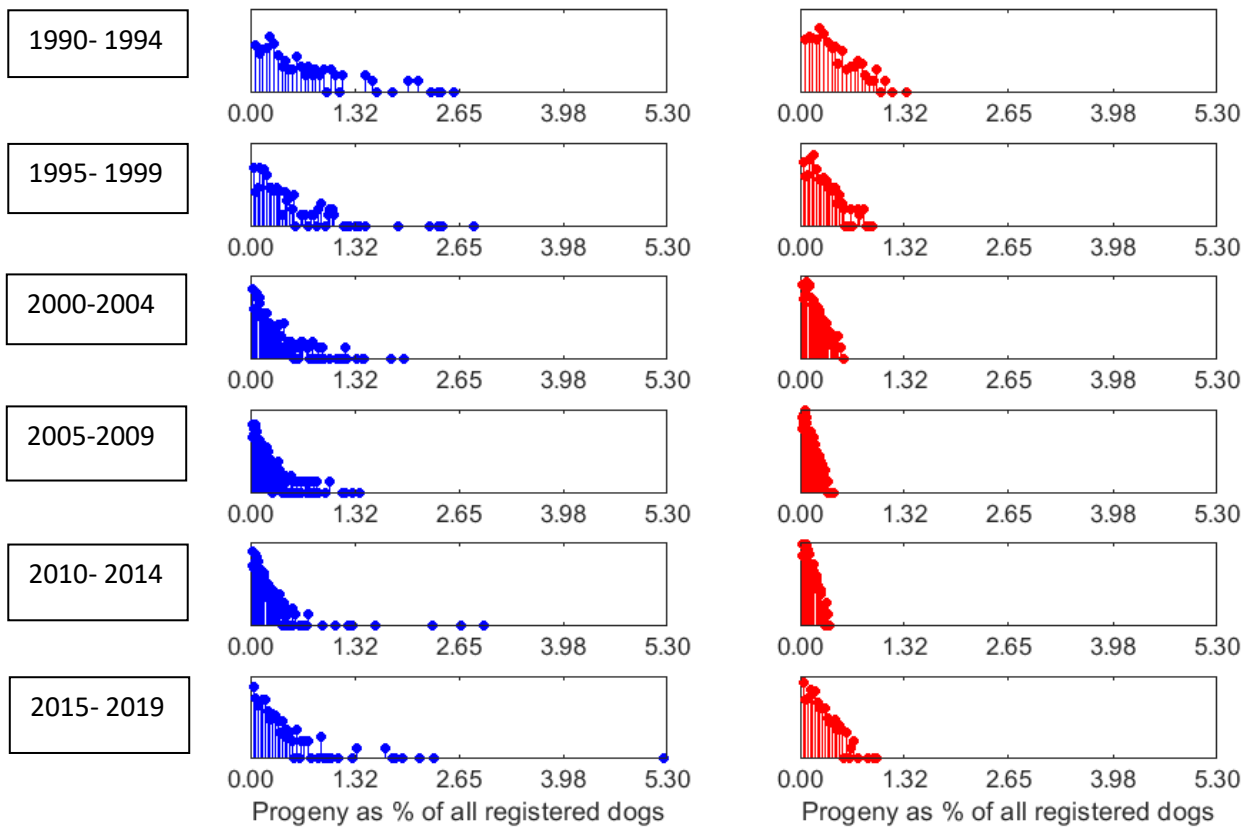 1990- 1994
0.00 1.32 2.65 3.98 5.30 0.00 1.32 2.65 3.98 5.30
1995- 1999
0.00 1.32 2.65 3.98 5.30 0.00 1.32 2.65 3.98 5.30
2000-2004
0.00 1.32 2.65 3.98 5.30 0.00 1.32 2.65 3.98 5.30
2005-2009
0.00 1.32 2.65 3.98 5.30 0.00 1.32 2.65 3.98 5.30
2010- 2014
0.00 1.32 2.65 3.98 5.30 0.00 1.32 2.65 3.98 5.30
2015- 2019
0.00 1.32 2.65 3.98 5.30 0.00 1.32 2.65 3.98 5.30
Progeny as % of all registered dogs Progeny as % of all registered dogs